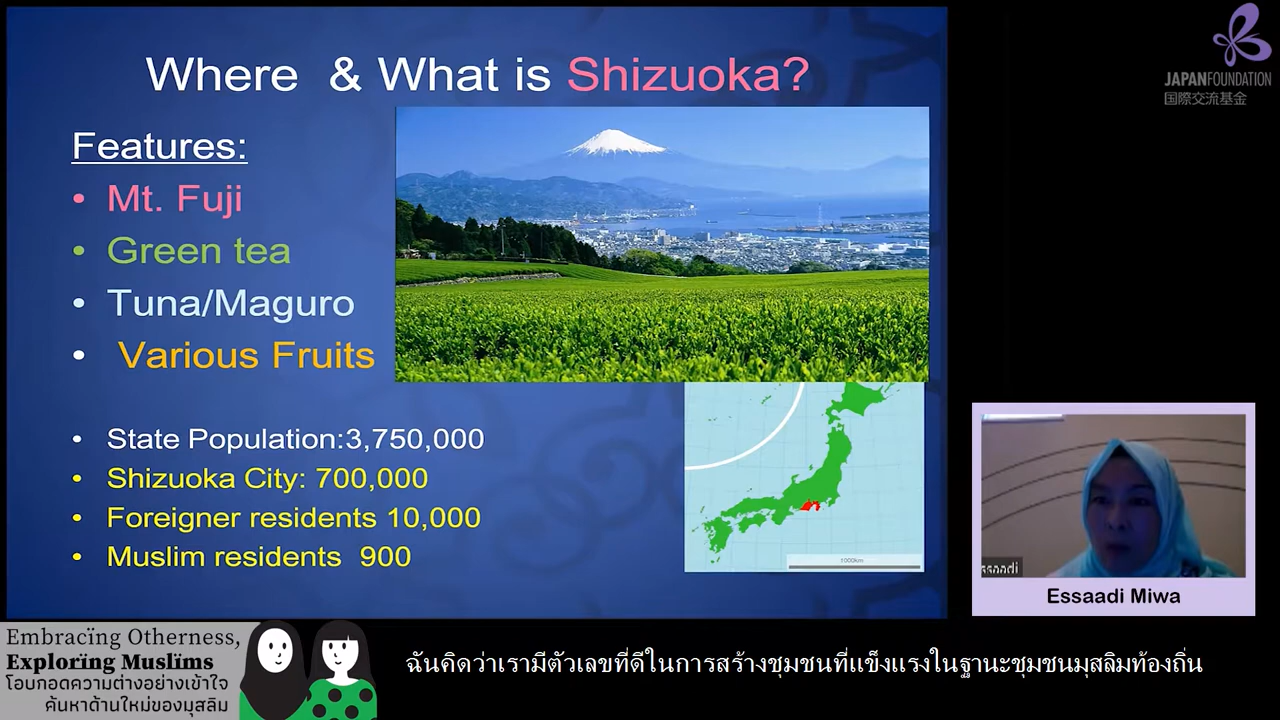 Where & What is Shizuoka?
Features:
• Mt. Fuji
• Green tea
• Tuna/Maguro
• Various Fruits
• State Population:3,750,000
• Shizuoka City: 700,000
• Foreigner residents 10,000
• Muslim residents 900
1000km
JAPANFOUNDATION
国際交流基金
ssaadi
Essaadi Miwa
Embracïng Otherness,
Explorïng Muslïms
โอบกอดความต่างอย่างเข้าใจ
ค้นหาด้านใหม่ของมุสลิม
ฉันคิดว่าเรามีตัวเลขที่ดีในการสร้างชุมชนที่แข็งแรงในฐานะชุมชนมุสลิมท้องถิ่น